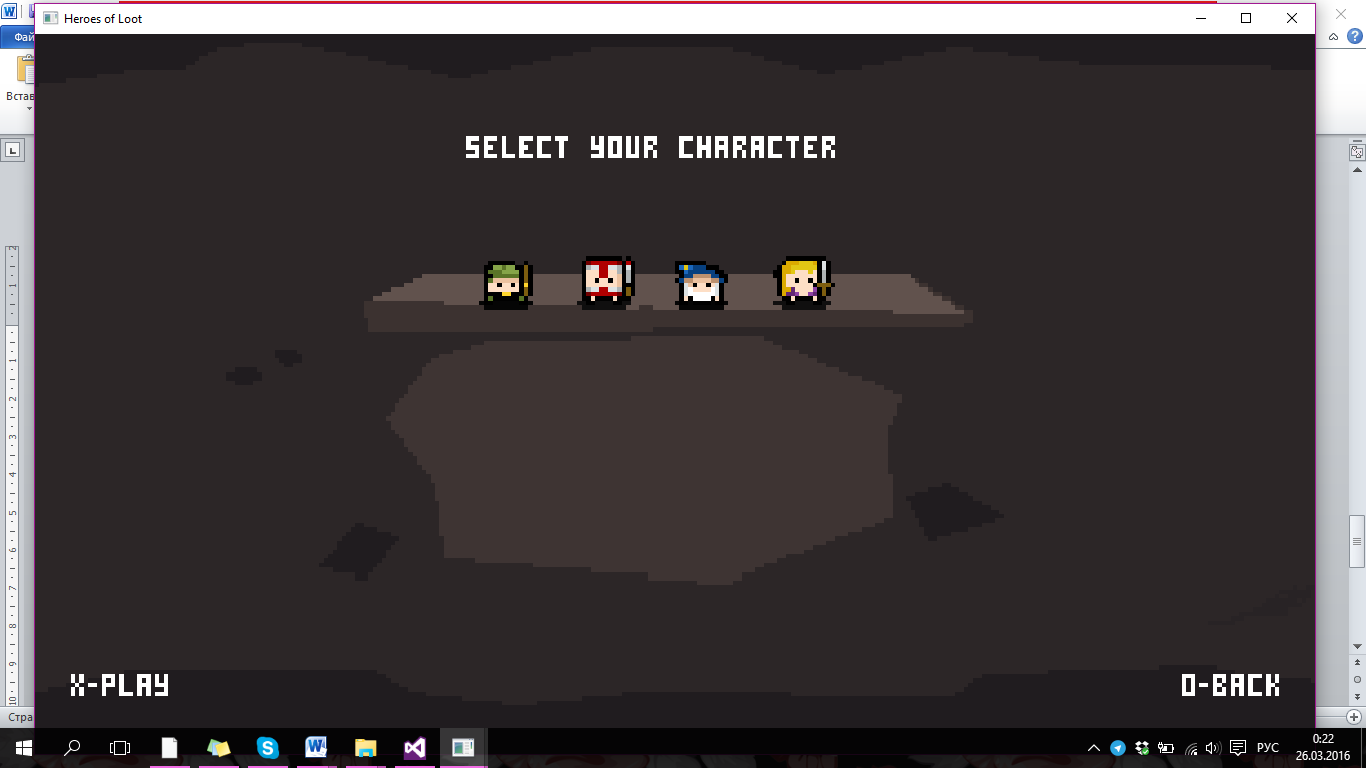 Heroes of Loot
Фай
Встав
SELECT YOUR CHARACTER
X-PLAY
O-BACK
Стра
РУС
0:22
26.03.2016